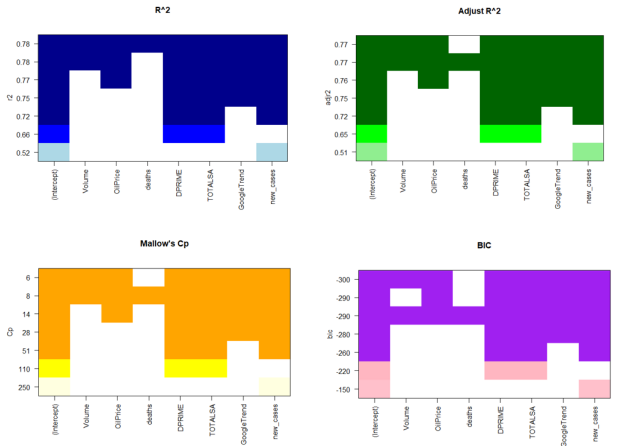 R^2
0.78
0.78
0.77
0.75
0.72
0.66
0.52
r2
(Intercept)
Volume
OilPrice
deaths
DPRIME
TOTALSA
GoogleTrend
new_cases
Adjust R^2
0.77
0.77
0.76
0.75
0.72
0.65
0.51
adjr2
(Intercept)
Volume
OilPrice
deaths
DPRIME
TOTALSA
GoogleTrend
new_cases
Mallow's Cp
6
8
14
28
51
110
250
Cp
(Intercept)
Volume
OilPrice
deaths
DPRIME
TOTALSA
GoogleTrend
new_cases
BIC
-300
-290
-290
-280
-260
-220
-150
bic
(Intercept)
Volume
OilPrice
deaths
DPRIME
TOTALSA
GoogleTrend
new_cases